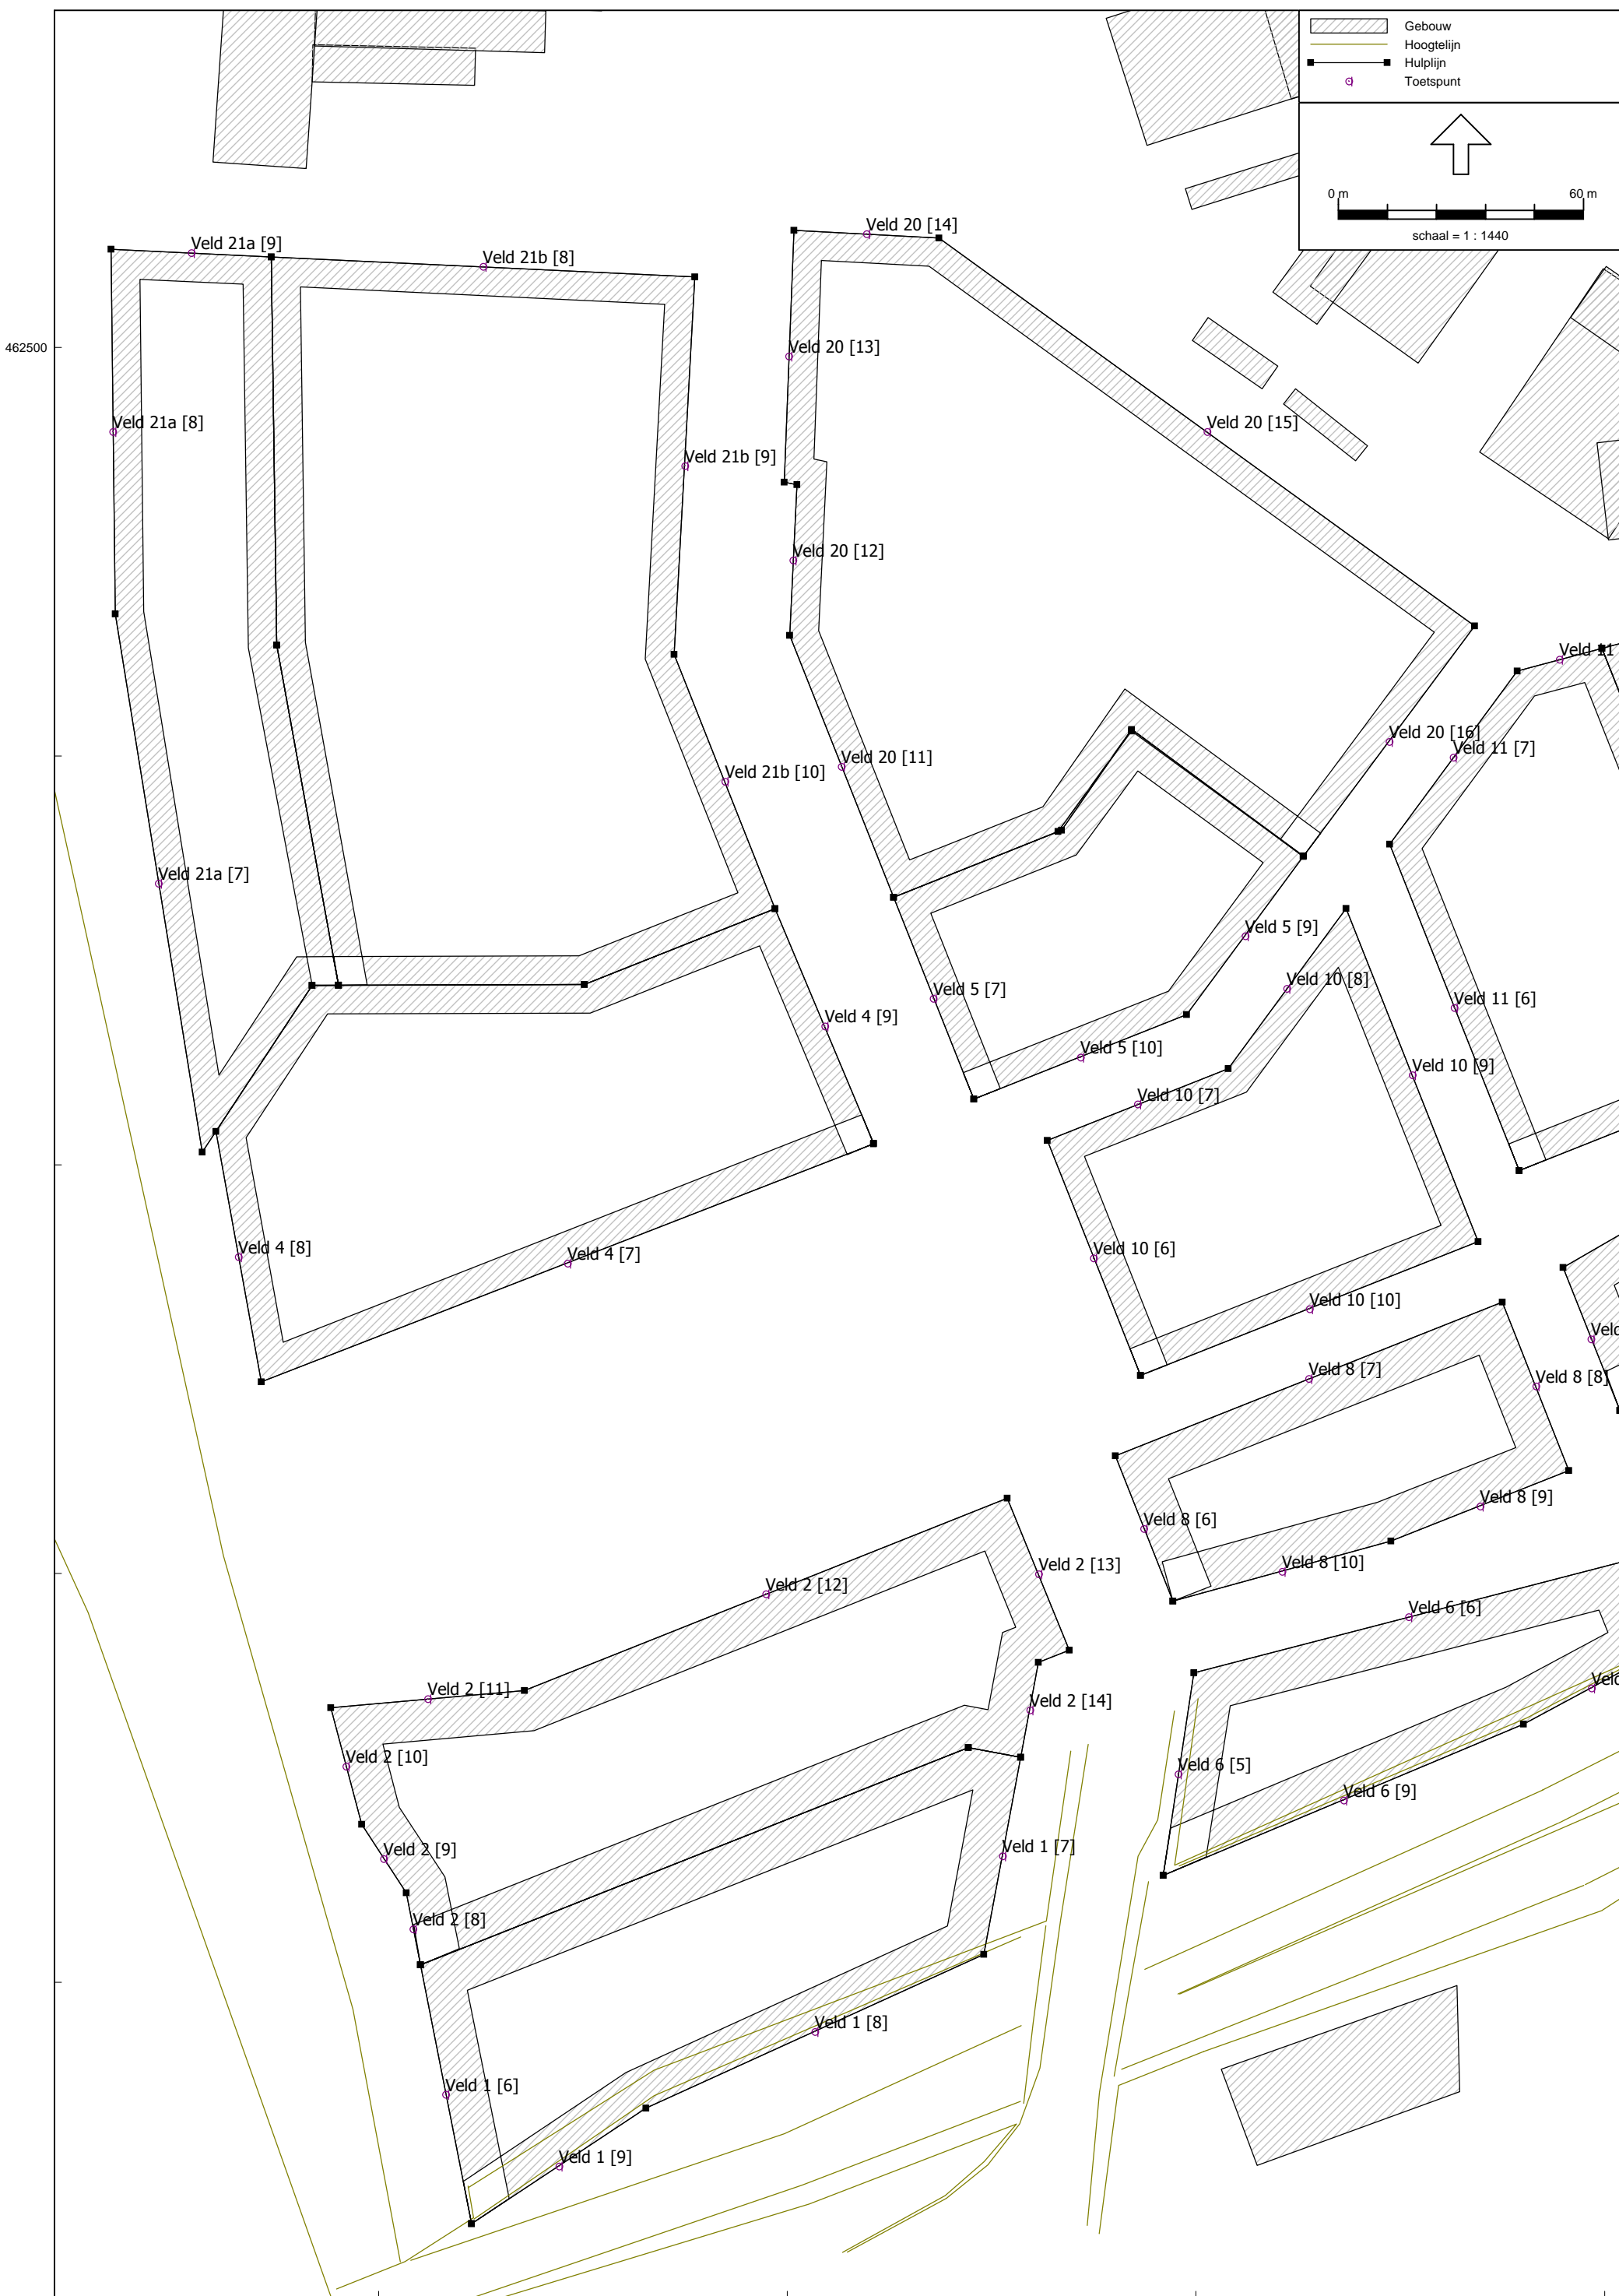 Gebouw
Hoogtelijn
Hulplijn
Toetspunt
0 m
60 m
schaal = 1 : 1440
Veld 20 [14]
Veld 21a [9]
Veld 21b [8]
462500
Veld 20 [13]
Veld 21a [8]
Veld 20 [15]
Veld 21b [9]
Veld 20 [12]
Veld 11
Veld 20 [16]
Veld 11 [7]
Veld 20 [11]
Veld 21b [10]
Veld 21a [7]
Veld 5 [9]
Veld 10 [8]
Veld 5 [7]
Veld 11 [6]
Veld 4 [9]
Veld 5 [10]
Veld 10 [9]
Veld 10 [7]
Veld 4 [8]
Veld 4 [7]
Veld 10 [6]
Veld 10 [10]
Veld
Veld 8 [7]
Veld 8 [8]
Veld 8 [9]
Veld 8 [6]
Veld 8 [10]
Veld 2 [13]
Veld 2 [12]
Veld 6 [6]
Veld 2 [11]
Veld
Veld 2 [14]
Veld 2 [10]
Veld 6 [5]
Veld 6 [9]
Veld 2 [9]
Veld 1 [7]
Veld 2 [8]
Veld 1 [8]
Veld 1 [6]
Veld 1 [9]